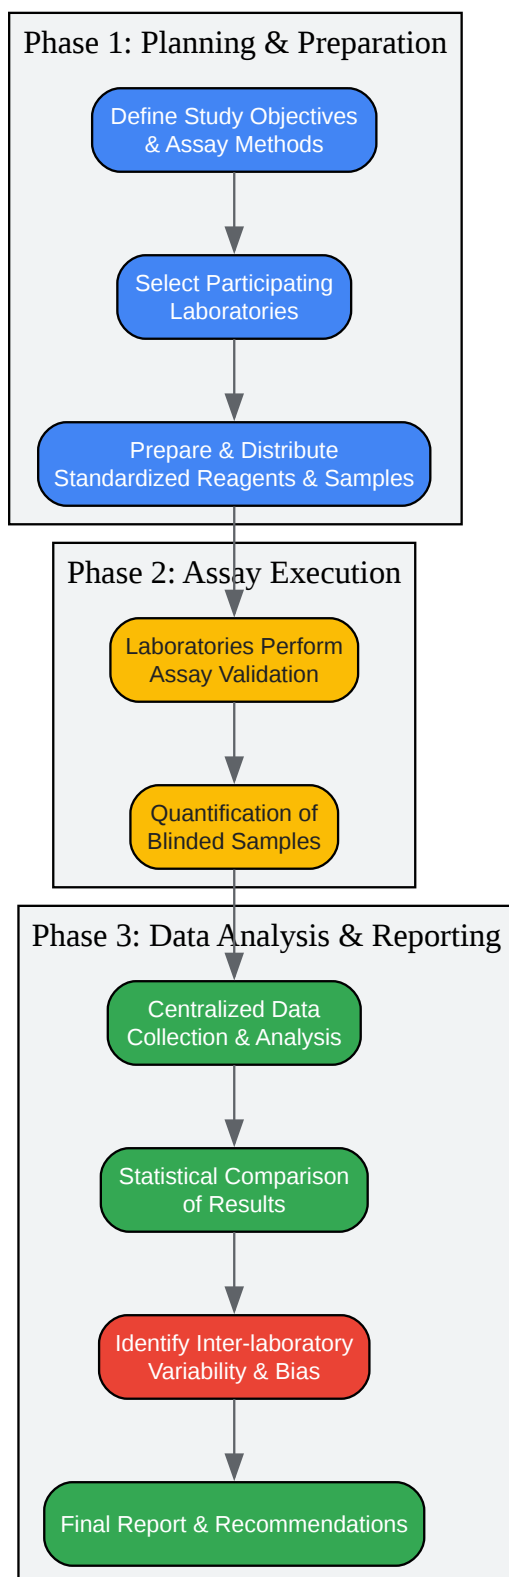 Phase 1: Planning & Preparation
Define Study Objectives
& Assay Methods
Select Participating
Laboratories
Prepare & Distribute
Standardized Reagents & Samples
Phase 2: Assay Execution
Laboratories Perform
Assay Validation
Quantification of
Blinded Samples
Phase 3: Data Analysis & Reporting
Centralized Data
Collection & Analysis
Statistical Comparison
of Results
Identify Inter-laboratory
Variability & Bias
Final Report & Recommendations